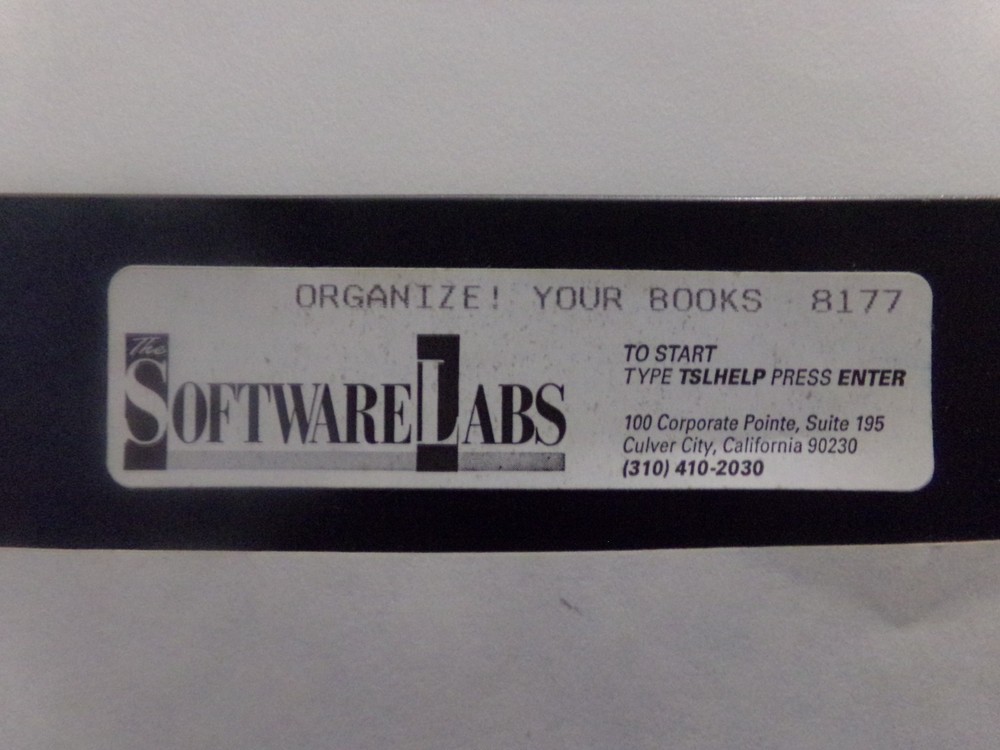 ORGANIZE! YOUR BOOKS 8177
The
SOFTWARE LABS
TO START
TYPE TSLHELP PRESS ENTER
100 Corporate Pointe, Suite 195
Culver City, California 90230
(310) 410-2030